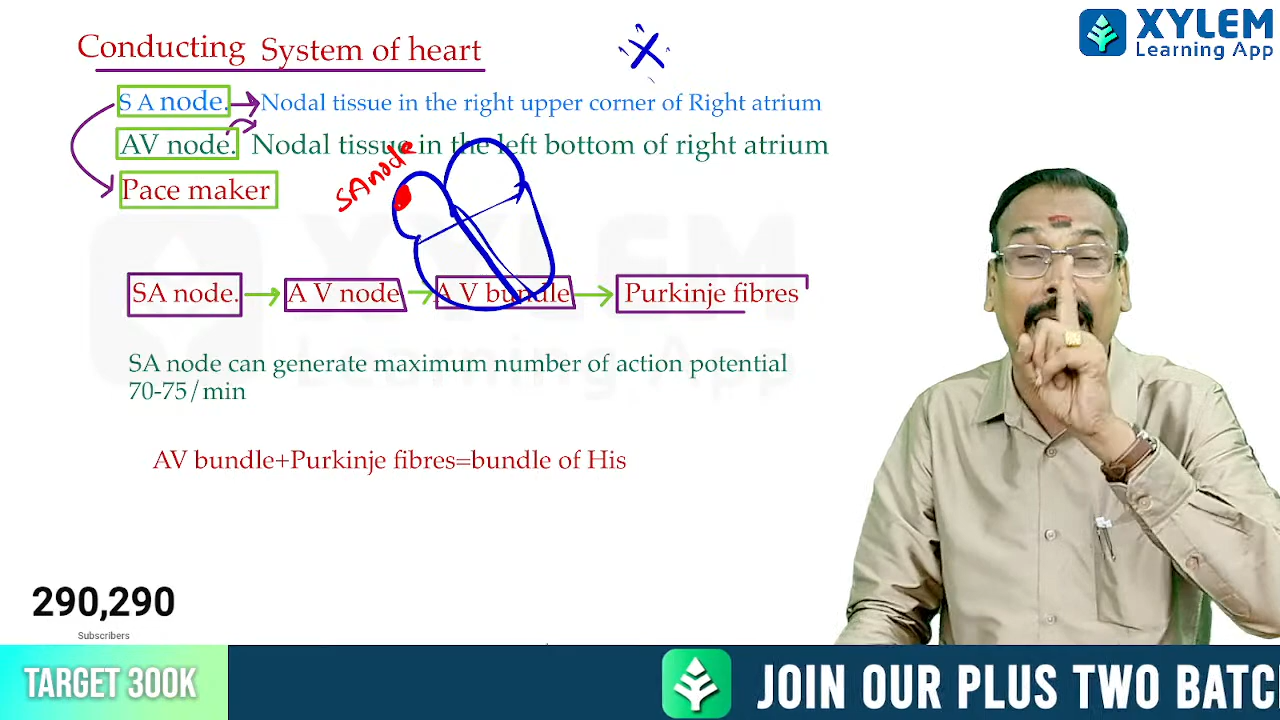 XYLEM
Learning App
Conducting System of heart
S A node. Nodal tissue in the right upper corner of Right atrium
AV node. Nodal tissue in the left bottom of right atrium
SA node
Pace maker
XYLEM
Learning App
SA node. A V node A V bundle Purkinje fibres
SA node can generate maximum number of action potential
70-75/min
AV bundle+Purkinje fibres=bundle of His
290,290
Subscribers
TARGET 300K
JOIN OUR PLUS TWO BATC